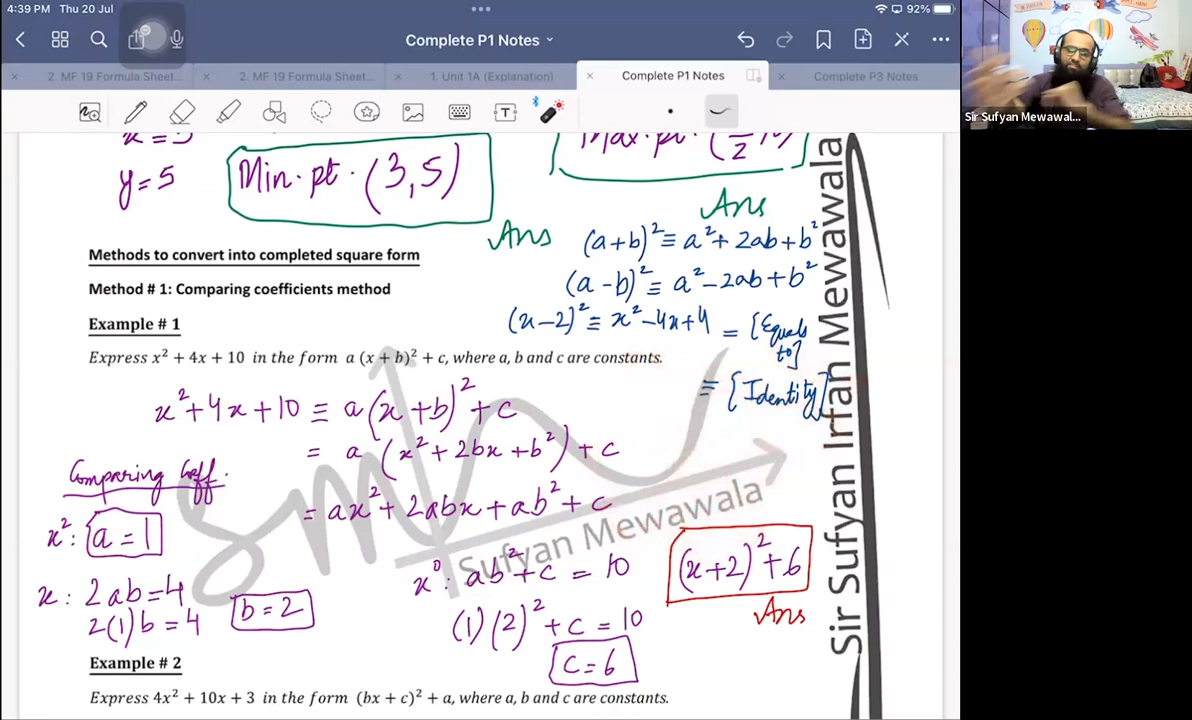 4:39 PM Thu 20 Jul
92%
Complete P1 Notes
2. MF 19 Formula Sheet...
2. MF 19 Formula Sheet...
1. Unit 1A (Explanation)
Complete P1 Notes
Complete P3 Notes
Sir Sufyan Mewawal...
y=5
Min. pt. (3,5)
Ans
Max. pt.
Ans
(a+b)² ≡ a²+2ab+b²
(a-b)² ≡ a²-2ab+b²
(x-2)² ≡ x²-4x+4
= [Equals to]
≡ [Identity]
Methods to convert into completed square form
Method # 1: Comparing coefficients method
Example # 1
Express x² + 4x + 10 in the form a (x + b)² + c, where a, b and c are constants.
x²+4x+10 ≡ a(x+b)²+c
= a(x²+2bx+b²)+c
= ax²+2abx+ab²+c
Comparing Coeff.
x²: a=1
x: 2ab=4
2(1)b=4
b=2
x⁰: ab²+c=10
(1)(2)²+c=10
c=6
(x+2)²+6
Ans
Example # 2
Express 4x² + 10x + 3 in the form (bx + c)² + a, where a, b and c are constants.
Sufyan Mewawala
Sir Sufyan Irfan Mewawala